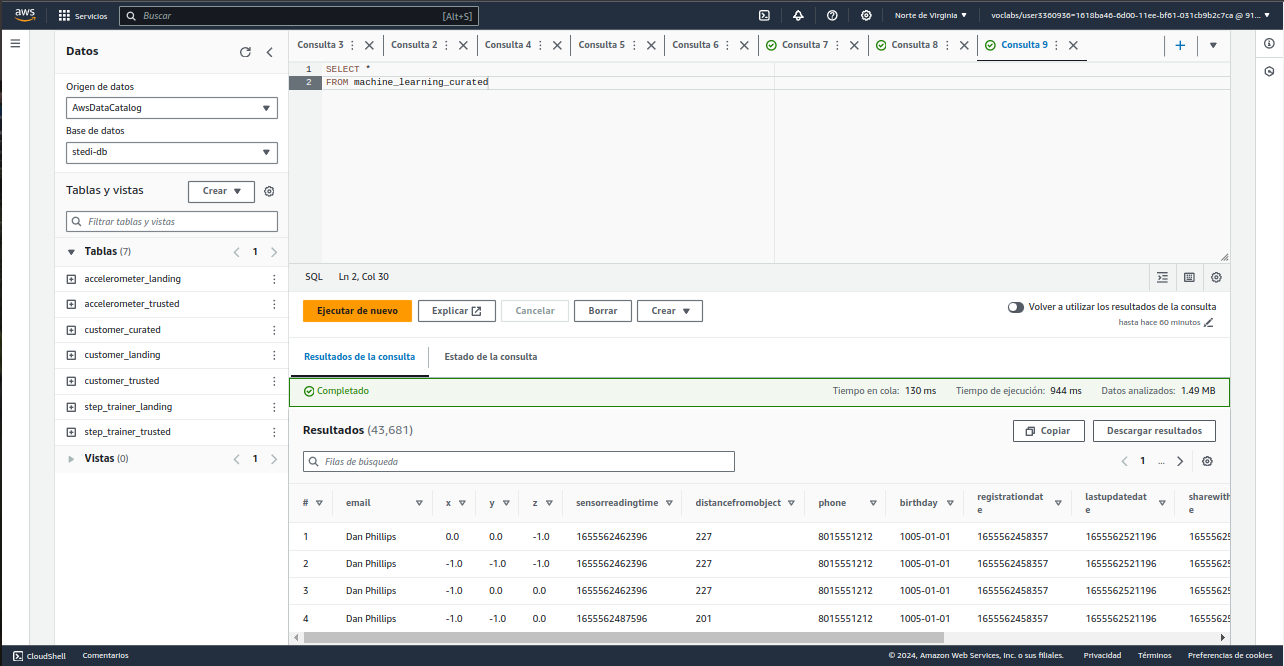 aws Servicios Buscar [Alt+S] Norte de Virginia voclabs/user3360936=1618ba46-6d00-11ee-bf61-031cb9b2c7ca @ 91...
Datos
Origen de datos
AwsDataCatalog
Base de datos
stedi-db
Tablas y vistas Crear
Filtrar tablas y vistas
Tablas (7) 1
accelerometer_landing
accelerometer_trusted
customer_curated
customer_landing
customer_trusted
step_trainer_landing
step_trainer_trusted
Vistas (0) 1
Consulta 3 Consulta 2 Consulta 4 Consulta 5 Consulta 6 Consulta 7 Consulta 8 Consulta 9
1 SELECT *
2 FROM machine_learning_curated
SQL Ln 2, Col 30
Ejecutar de nuevo Explicar Cancelar Borrar Crear Volver a utilizar los resultados de la consulta
hasta hace 60 minutos
Resultados de la consulta Estado de la consulta
Completado Tiempo en cola: 130 ms Tiempo de ejecución: 944 ms Datos analizados: 1.49 MB
Resultados (43,681) Copiar Descargar resultados
Filas de búsqueda 1 ...
# email x y z sensorreadingtime distancefromobject phone birthday registrationdate lastupdatedate sharewith
e
1 Dan Phillips 0.0 0.0 -1.0 1655562462396 227 8015551212 1005-01-01 1655562458357 1655562521196 1655562
2 Dan Phillips -1.0 -1.0 -1.0 1655562462396 227 8015551212 1005-01-01 1655562458357 1655562521196 1655562
3 Dan Phillips -1.0 0.0 0.0 1655562462396 227 8015551212 1005-01-01 1655562458357 1655562521196 1655562
4 Dan Phillips -1.0 -1.0 0.0 1655562487596 201 8015551212 1005-01-01 1655562458357 1655562521196 1655562
CloudShell Comentarios © 2024, Amazon Web Services, Inc. o sus filiales. Privacidad Términos Preferencias de cookies